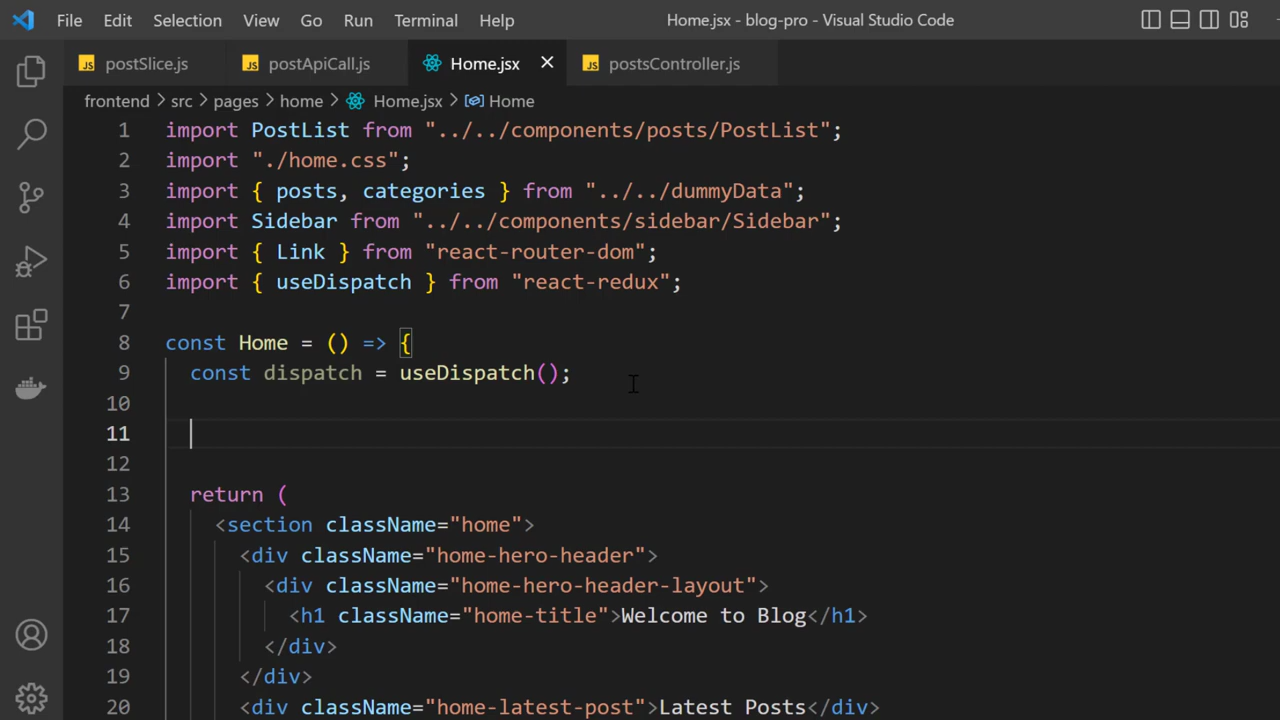 File Edit Selection View Go Run Terminal Help Home.jsx - blog-pro - Visual Studio Code
JS postSlice.js JS postApiCall.js Home.jsx JS postsController.js
frontend > src > pages > home > Home.jsx > Home
1 import PostList from "../../components/posts/PostList";
2 import "./home.css";
3 import { posts, categories } from "../../dummyData";
4 import Sidebar from "../../components/sidebar/Sidebar";
5 import { Link } from "react-router-dom";
6 import { useDispatch } from "react-redux";
7
8 const Home = () => {
9 const dispatch = useDispatch();
10
11
12
13 return (
14 <section className="home">
15 <div className="home-hero-header">
16 <div className="home-hero-header-layout">
17 <h1 className="home-title">Welcome to Blog</h1>
18 </div>
19 </div>
20 <div className="home-latest-post">Latest Posts</div>